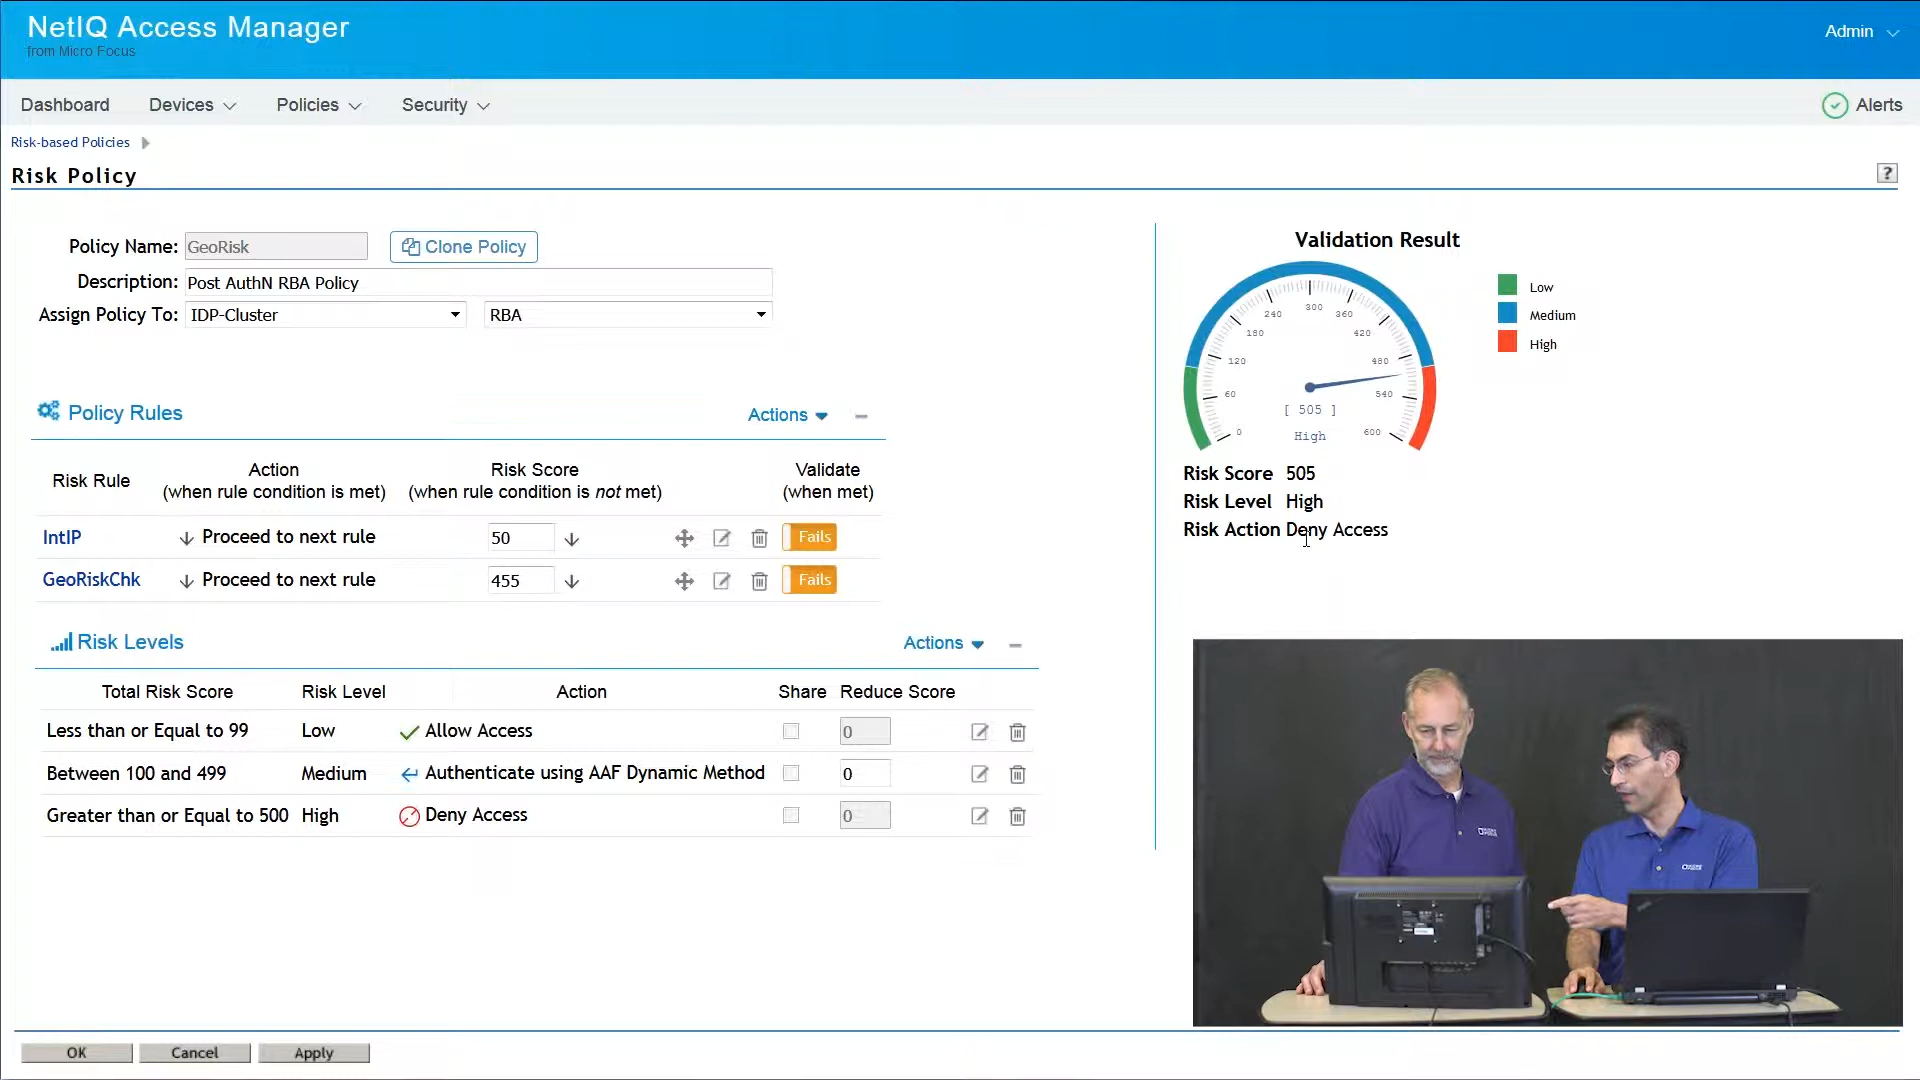 NetIQ Access Manager
from Micro Focus
Admin
Dashboard Devices Policies Security Alerts
Risk-based Policies
Risk Policy ?
Policy Name: GeoRisk Clone Policy
Description: Post AuthN RBA Policy
Assign Policy To: IDP-Cluster RBA
Policy Rules Actions
Risk Rule
Action
(when rule condition is met)
Risk Score
(when rule condition is not met)
Validate
(when met)
IntIP Proceed to next rule 50 Fails
GeoRiskChk Proceed to next rule 455 Fails
Risk Levels Actions
Total Risk Score Risk Level Action Share Reduce Score
Less than or Equal to 99 Low Allow Access 0
Between 100 and 499 Medium Authenticate using AAF Dynamic Method 0
Greater than or Equal to 500 High Deny Access 0
Validation Result
0 60 120 180 240 300 360 420 480 540 600
[ 505 ]
High
Low
Medium
High
Risk Score 505
Risk Level High
Risk Action Deny Access
OK Cancel Apply